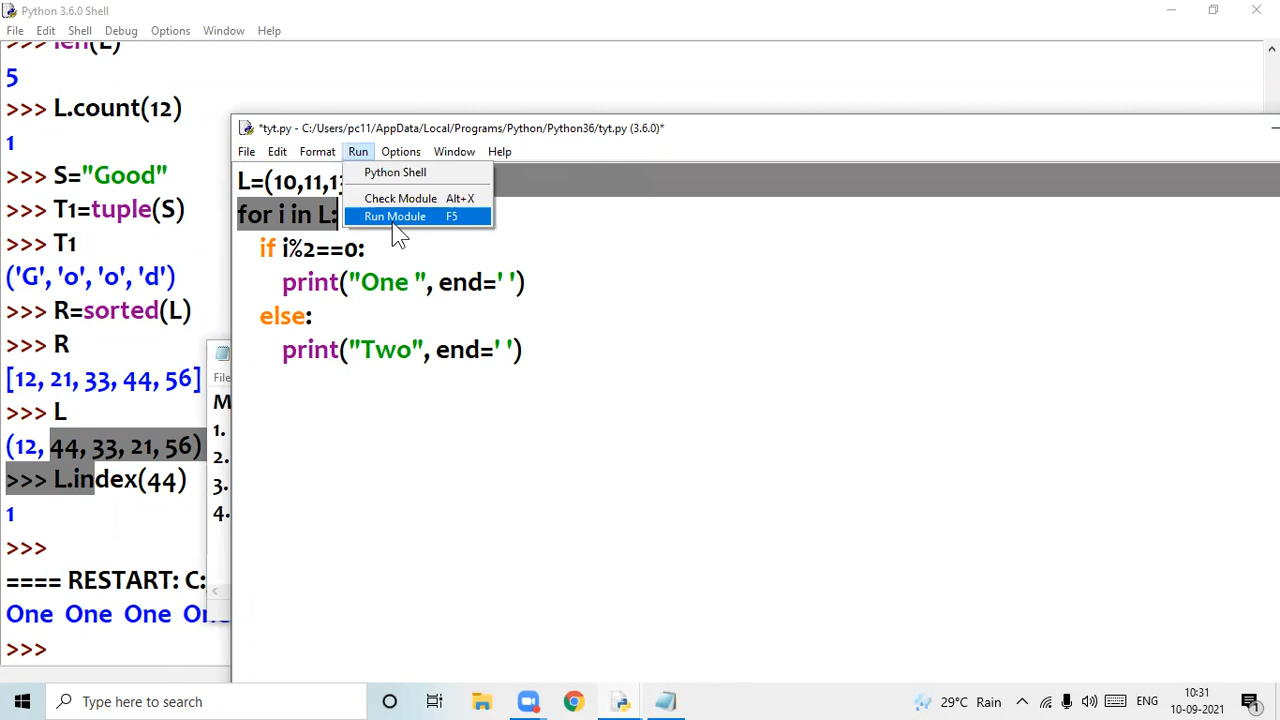 Python 3.6.0 Shell
File Edit Shell Debug Options Window Help
>>> len(L)
5
>>> L.count(12)
1
>>> S="Good"
>>> T1=tuple(S)
>>> T1
('G', 'o', 'o', 'd')
>>> R=sorted(L)
>>> R
[12, 21, 33, 44, 56]
>>> L
(12, 44, 33, 21, 56)
>>> L.index(44)
1
>>>
==== RESTART: C:
One One One
>>>
File
M
1.
2.
3.
4.
*tyt.py - C:/Users/pc11/AppData/Local/Programs/Python/Python36/tyt.py (3.6.0)*
File Edit Format Run Options Window Help
Python Shell
Check Module Alt+X
Run Module F5
L=(10,11,13
for i in L:
if i%2==0:
print("One ", end=' ')
else:
print("Two", end=' ')
Type here to search
29°C Rain
ENG
10:31
10-09-2021
1